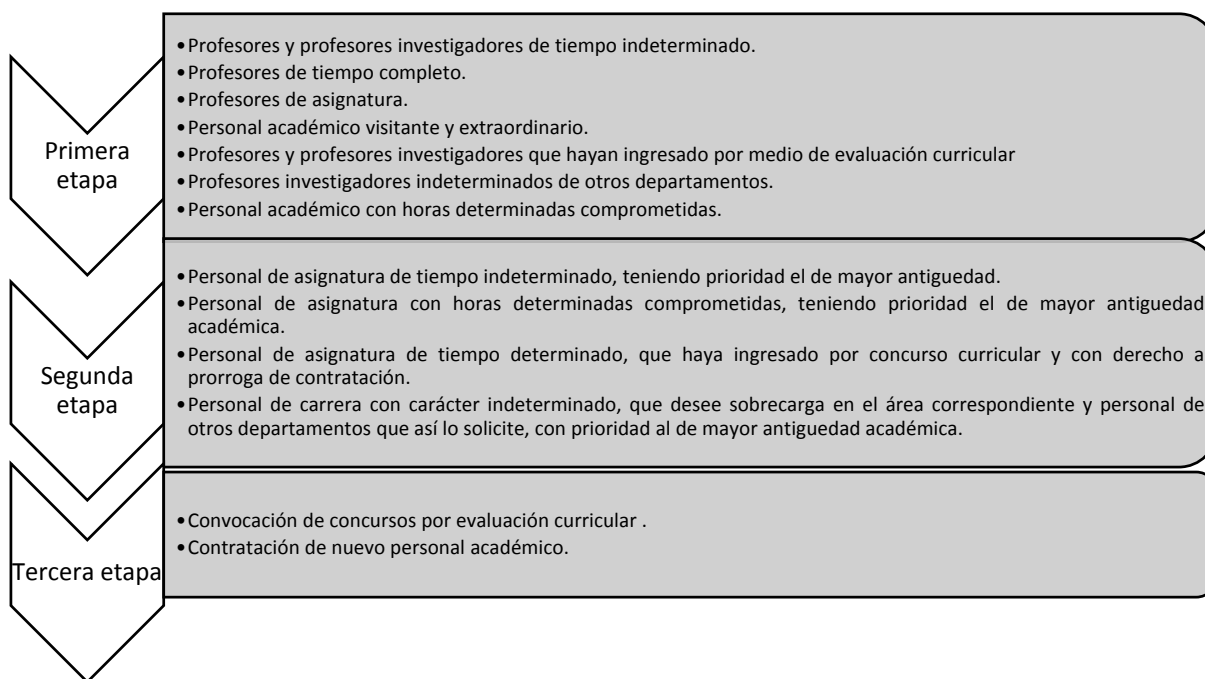 Primera
etapa
•Profesores y profesores investigadores de tiempo indeterminado.
•Profesores de tiempo completo.
•Profesores de asignatura.
•Personal académico visitante y extraordinario.
•Profesores y profesores investigadores que hayan ingresado por medio de evaluación curricular
•Profesores investigadores indeterminados de otros departamentos.
•Personal académico con horas determinadas comprometidas.
Segunda
etapa
•Personal de asignatura de tiempo indeterminado, teniendo prioridad el de mayor antiguedad.
•Personal de asignatura con horas determinadas comprometidas, teniendo prioridad el de mayor antiguedad
académica.
•Personal de asignatura de tiempo determinado, que haya ingresado por concurso curricular y con derecho a
prorroga de contratación.
•Personal de carrera con carácter indeterminado, que desee sobrecarga en el área correspondiente y personal de
otros departamentos que así lo solicite, con prioridad al de mayor antiguedad académica.
Tercera etapa
•Convocación de concursos por evaluación curricular .
•Contratación de nuevo personal académico.